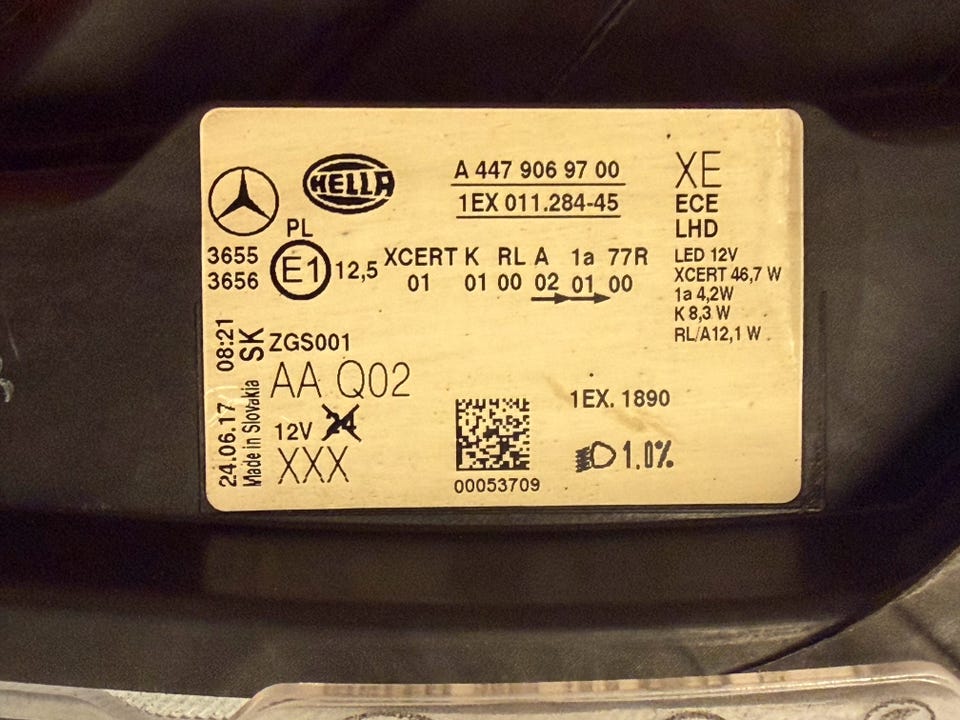 HELLA
A 447 906 97 00
1EX 011.284-45
XE
ECE
LHD
LED 12V
XCERT 46,7 W
1a 4,2W
K 8,3 W
RL/A12,1 W
PL
3655
3656
E1
12,5
XCERT K RL A 1a 77R
01 01 00 02 01 00
24.06.17 08:21
Made in Slovakia
SK
ZGS001
AA Q02
12V 24
XXX
00053709
1EX. 1890
1.0%